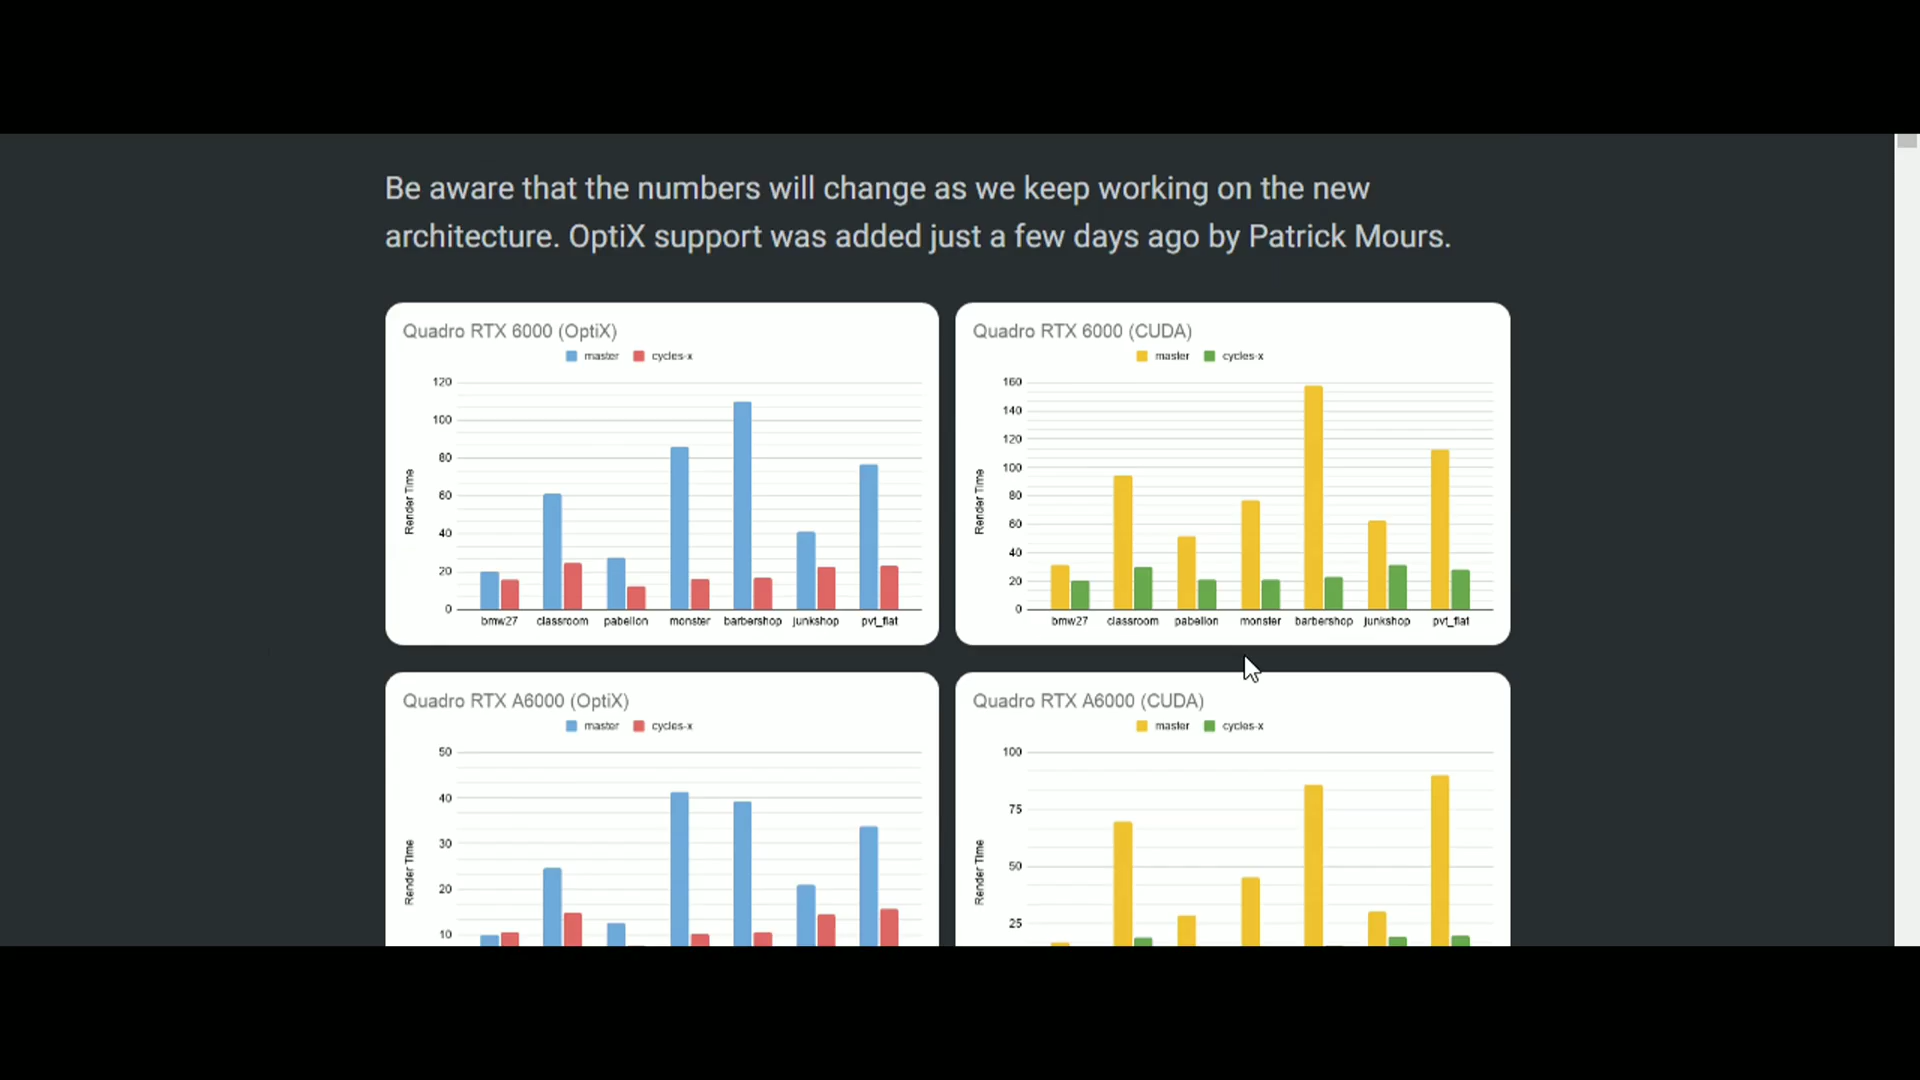 Be aware that the numbers will change as we keep working on the new
architecture. OptiX support was added just a few days ago by Patrick Mours.
Quadro RTX 6000 (OptiX)
master cycles-x
120
100
80
60
40
20
0
Render Time
bmw27 classroom pabellon monster barbershop junkshop pvt_flat
Quadro RTX 6000 (CUDA)
master cycles-x
160
140
120
100
80
60
40
20
0
Render Time
bmw27 classroom pabellon monster barbershop junkshop pvt_flat
Quadro RTX A6000 (OptiX)
master cycles-x
50
40
30
20
10
Render Time
Quadro RTX A6000 (CUDA)
master cycles-x
100
75
50
25
Render Time